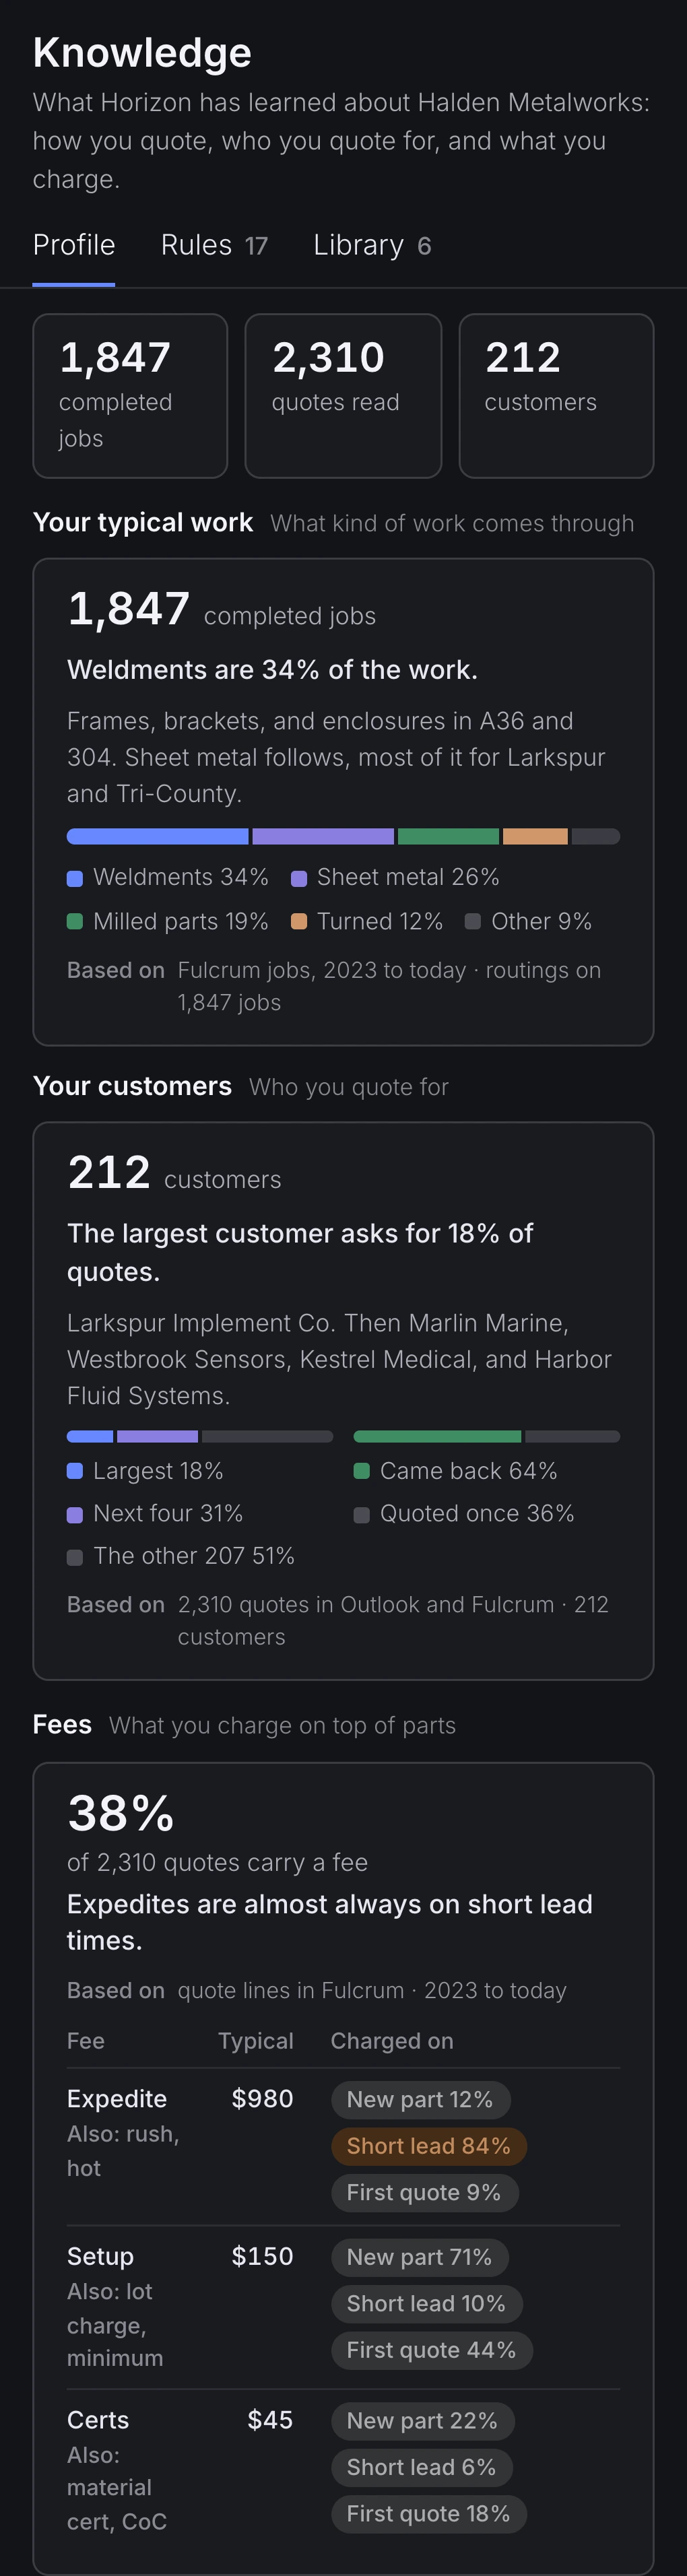 Knowledge
What Horizon has learned about Halden Metalworks:
how you quote, who you quote for, and what you
charge.
Profile Rules 17 Library 6
1,847 2,310 212
completed quotes read customers
jobs
Your typical work What kind of work comes through
1,847 completed jobs
Weldments are 34% of the work.
Frames, brackets, and enclosures in A36 and
304. Sheet metal follows, most of it for Larkspur
and Tri-County.
Weldments 34% Sheet metal 26%
Milled parts 19% Turned 12% Other 9%
Based on Fulcrum jobs, 2023 to today · routings on
1,847 jobs
Your customers Who you quote for
212 customers
The largest customer asks for 18% of
quotes.
Larkspur Implement Co. Then Marlin Marine,
Westbrook Sensors, Kestrel Medical, and Harbor
Fluid Systems.
Largest 18% Came back 64%
Next four 31% Quoted once 36%
The other 207 51%
Based on 2,310 quotes in Outlook and Fulcrum · 212
customers
Fees What you charge on top of parts
38%
of 2,310 quotes carry a fee
Expedites are almost always on short lead
times.
Based on quote lines in Fulcrum · 2023 to today
Fee Typical Charged on
Expedite $980 New part 12%
Also: rush, Short lead 84%
hot First quote 9%
Setup $150 New part 71%
Also: lot Short lead 10%
charge, First quote 44%
minimum
Certs $45 New part 22%
Also: Short lead 6%
material First quote 18%
cert, CoC